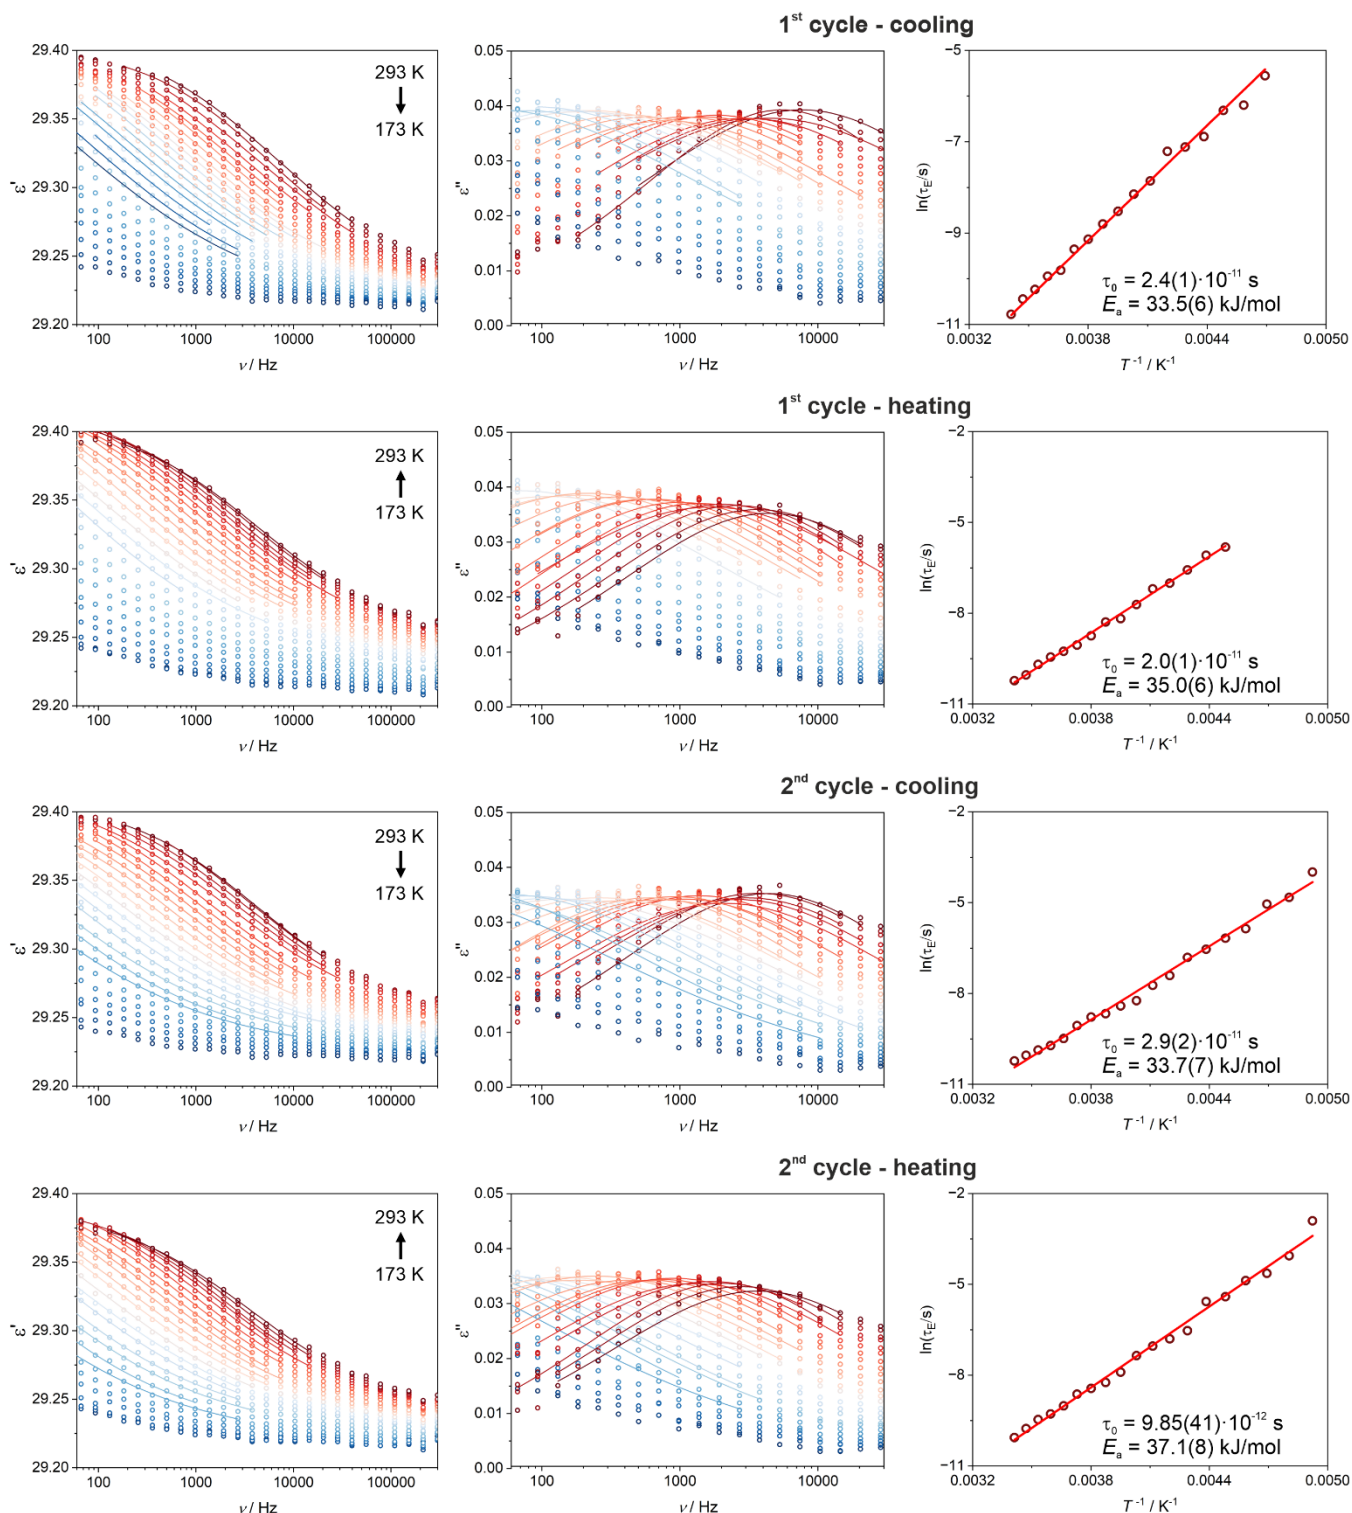 1st cycle - cooling
29.40
29.35
29.30
29.25
29.20
ε'
293 K
173 K
100 1000 10000 100000
ν / Hz
0.05
0.04
0.03
0.02
0.01
0.00
ε''
100 1000 10000
ν / Hz
−5
−7
−9
−11
ln(τE/s)
τ0 = 2.4(1)·10-11 s
Ea = 33.5(6) kJ/mol
0.0032 0.0038 0.0044 0.0050
T -1 / K-1
1st cycle - heating
29.40
29.35
29.30
29.25
29.20
ε'
293 K
173 K
100 1000 10000 100000
ν / Hz
0.05
0.04
0.03
0.02
0.01
0.00
ε''
100 1000 10000
ν / Hz
−2
−5
−8
−11
ln(τE/s)
τ0 = 2.0(1)·10-11 s
Ea = 35.0(6) kJ/mol
0.0032 0.0038 0.0044 0.0050
T -1 / K-1
2nd cycle - cooling
29.40
29.35
29.30
29.25
29.20
ε'
293 K
173 K
100 1000 10000 100000
ν / Hz
0.05
0.04
0.03
0.02
0.01
0.00
ε''
100 1000 10000
ν / Hz
−2
−5
−8
−11
ln(τE/s)
τ0 = 2.9(2)·10-11 s
Ea = 33.7(7) kJ/mol
0.0032 0.0038 0.0044 0.0050
T -1 / K-1
2nd cycle - heating
29.40
29.35
29.30
29.25
29.20
ε'
293 K
173 K
100 1000 10000 100000
ν / Hz
0.05
0.04
0.03
0.02
0.01
0.00
ε''
100 1000 10000
ν / Hz
−2
−5
−8
−11
ln(τE/s)
τ0 = 9.85(41)·10-12 s
Ea = 37.1(8) kJ/mol
0.0032 0.0038 0.0044 0.0050
T -1 / K-1